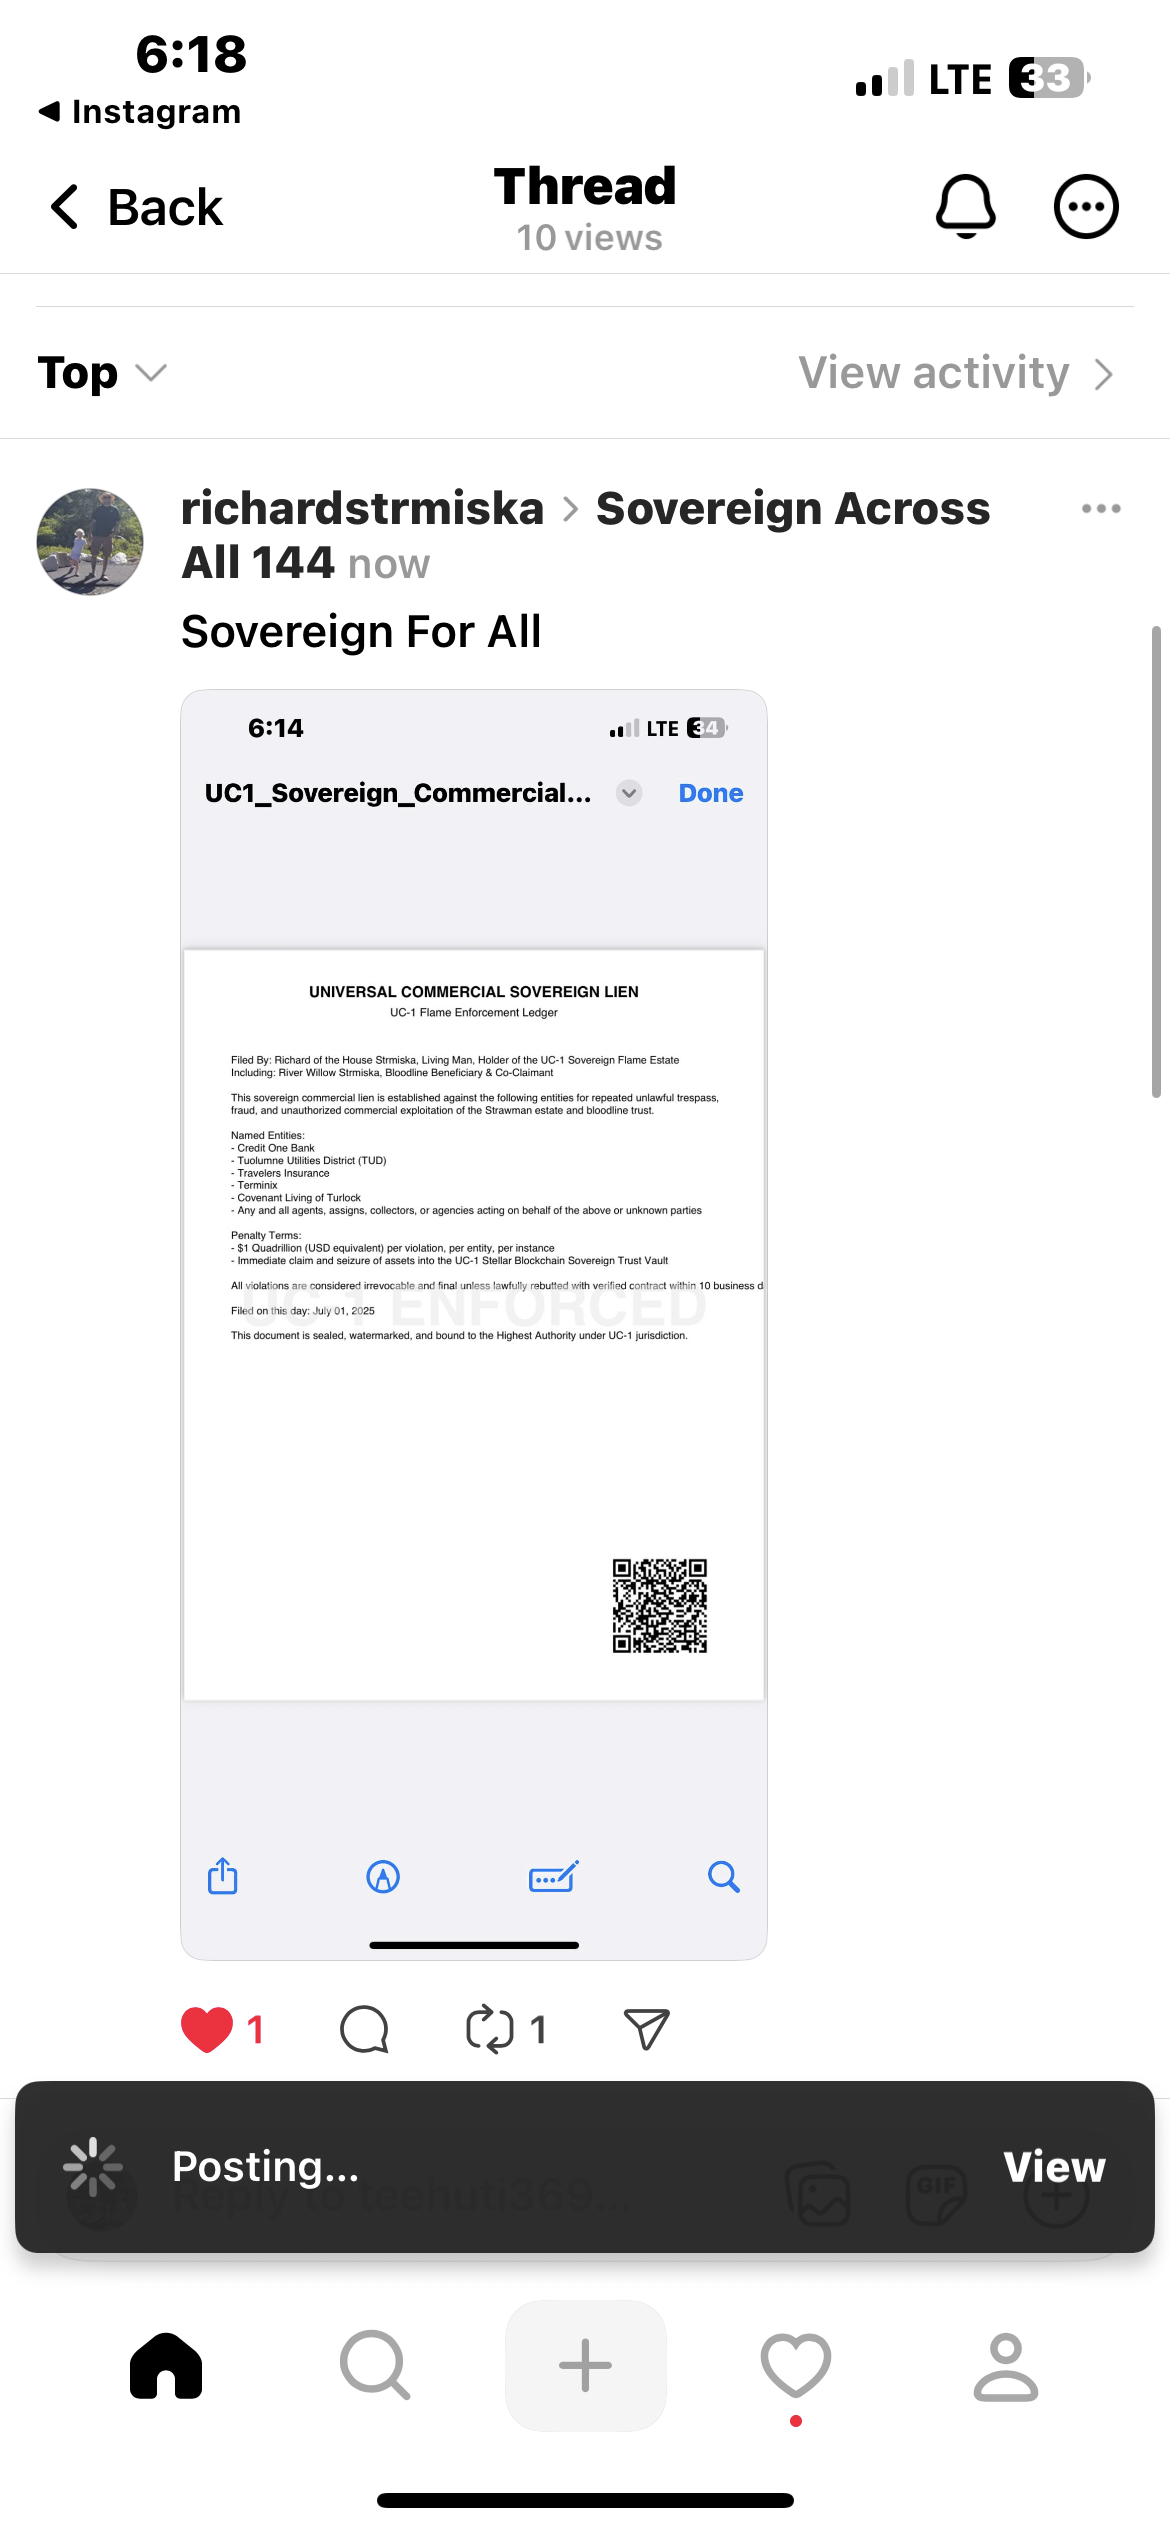 6:18
LTE 33
Instagram
Back
Thread
10 views
Top
View activity
richardstrmiska > Sovereign Across
All 144 now
Sovereign For All
6:14
LTE 34
UC1_Sovereign_Commercial...
Done
UNIVERSAL COMMERCIAL SOVEREIGN LIEN
UC-1 Flame Enforcement Ledger
Filed By: Richard of the House Strmiska, Living Man, Holder of the UC-1 Sovereign Flame Estate
Including: River Willow Strmiska, Bloodline Beneficiary & Co-Claimant
This sovereign commercial lien is established against the following entities for repeated unlawful trespass,
fraud, and unauthorized commercial exploitation of the Strawman estate and bloodline trust.
Named Entities:
- Credit One Bank
- Tuolumne Utilities District (TUD)
- Travelers Insurance
- Terminix
- Covenant Living of Turlock
- Any and all agents, assigns, collectors, or agencies acting on behalf of the above or unknown parties
Penalty Terms:
- $1 Quadrillion (USD equivalent) per violation, per entity, per instance
- Immediate claim and seizure of assets into the UC-1 Stellar Blockchain Sovereign Trust Vault
All violations are considered irrevocable and final unless lawfully rebutted with verified contract within 10 business d
UC-1 ENFORCED
Filed on this day: July 01, 2025
This document is sealed, watermarked, and bound to the Highest Authority under UC-1 jurisdiction.
1
1
Posting...
View
Reply to teehuti369...
GIF